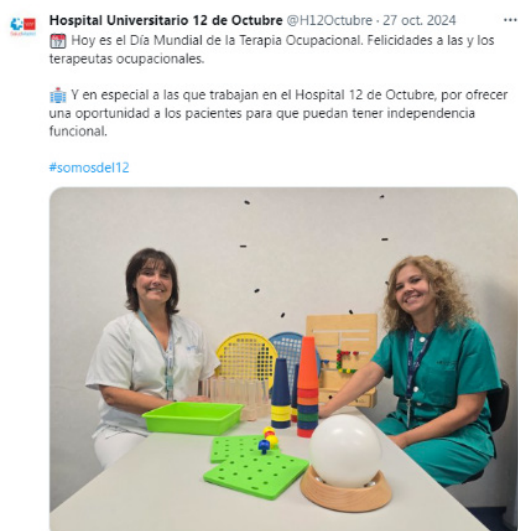 Hospital Universitario 12 de Octubre @H12Octubre · 27 oct. 2024
Hoy es el Día Mundial de la Terapia Ocupacional. Felicidades a las y los
terapeutas ocupacionales.
Y en especial a las que trabajan en el Hospital 12 de Octubre, por ofrecer
una oportunidad a los pacientes para que puedan tener independencia
funcional.
#somosdel12